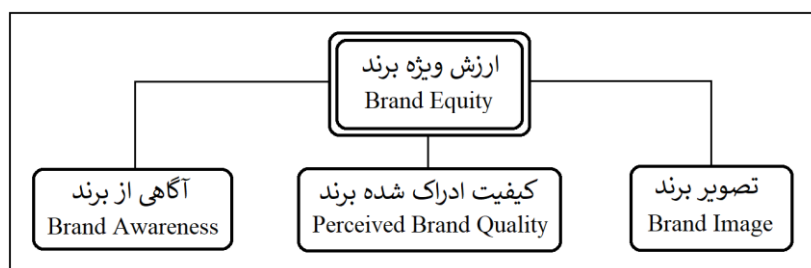 ارزش ویژه برند
Brand Equity
تصویر برند
Brand Image
کیفیت ادراک شده برند
Perceived Brand Quality
آگاهی از برند
Brand Awareness